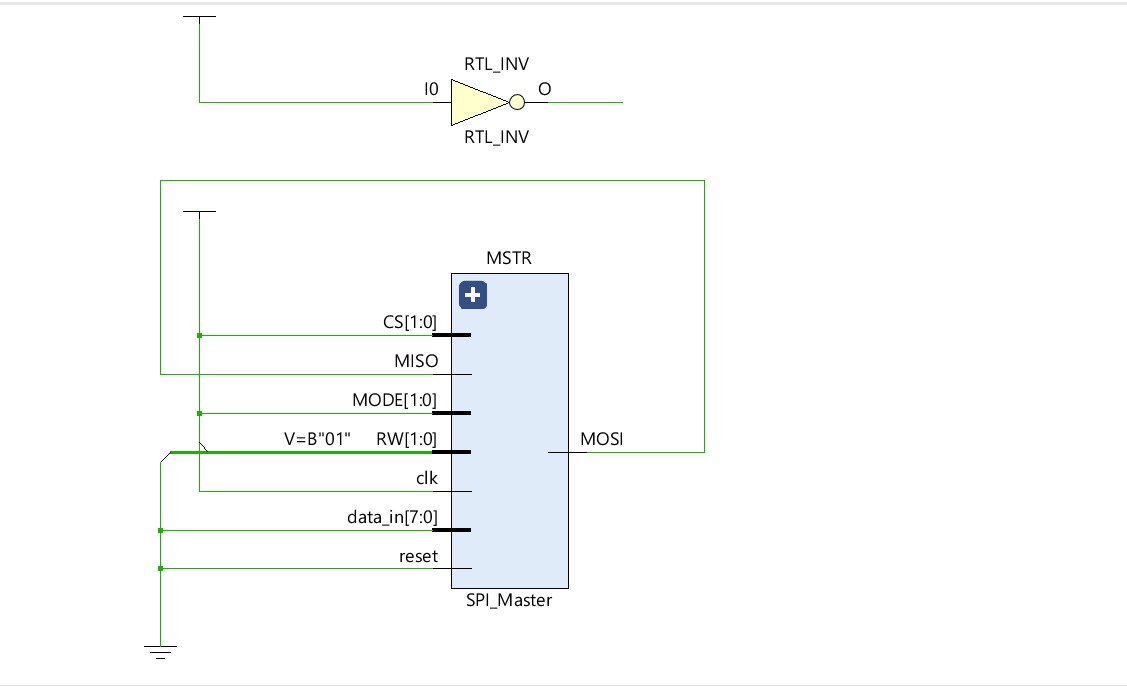 RTL_INV
I0
O
RTL_INV
MSTR
CS[1:0]
MISO
MODE[1:0]
V=B"01" RW[1:0]
MOSI
clk
data_in[7:0]
reset
SPI_Master